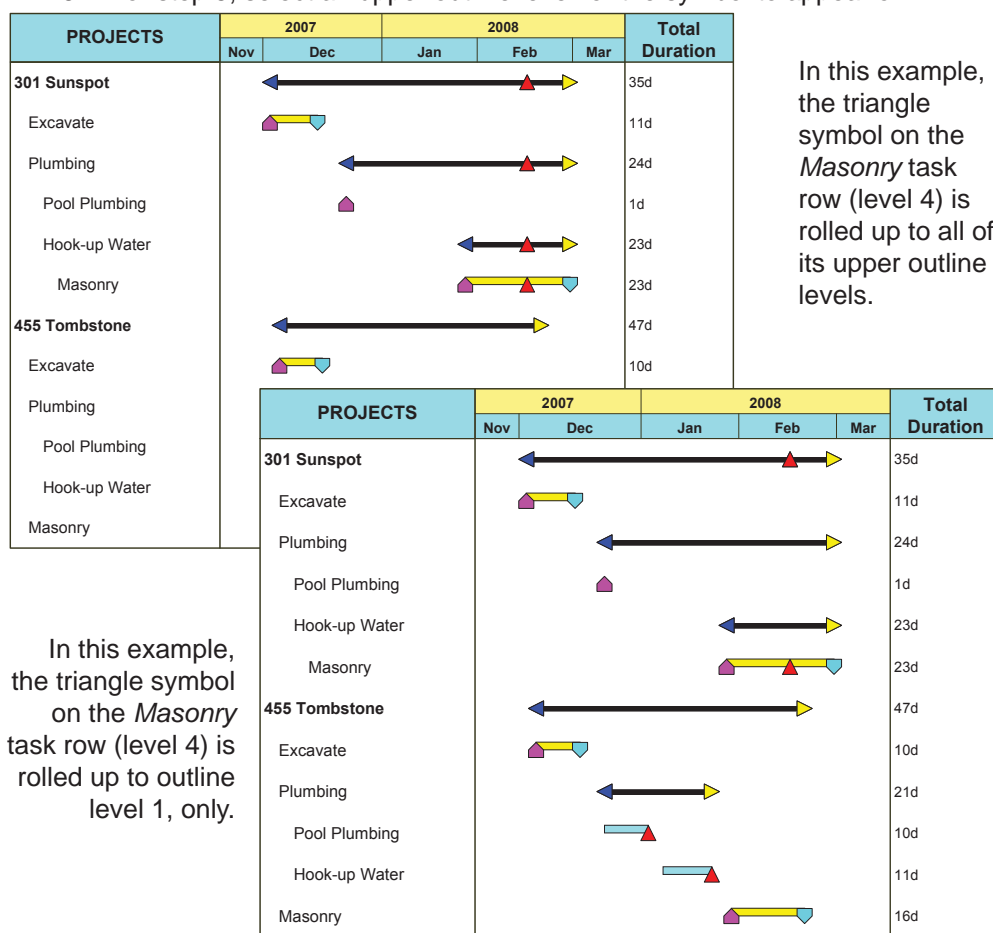 PROJECTS 2007 2008 Total Duration
Nov Dec Jan Feb Mar
301 Sunspot 35d
Excavate 11d
Plumbing 24d
Pool Plumbing 1d
Hook-up Water 23d
Masonry 23d
455 Tombstone 47d
Excavate 10d
Plumbing
Pool Plumbing
Hook-up Water
Masonry
In this example,
the triangle
symbol on the
Masonry task
row (level 4) is
rolled up to all of
its upper outline
levels.
PROJECTS 2007 2008 Total Duration
Nov Dec Jan Feb Mar
301 Sunspot 35d
Excavate 11d
Plumbing 24d
Pool Plumbing 1d
Hook-up Water 23d
Masonry 23d
455 Tombstone 47d
Excavate 10d
Plumbing 21d
Pool Plumbing 10d
Hook-up Water 11d
Masonry 16d
In this example,
the triangle symbol
on the Masonry
task row (level 4) is
rolled up to outline
level 1, only.